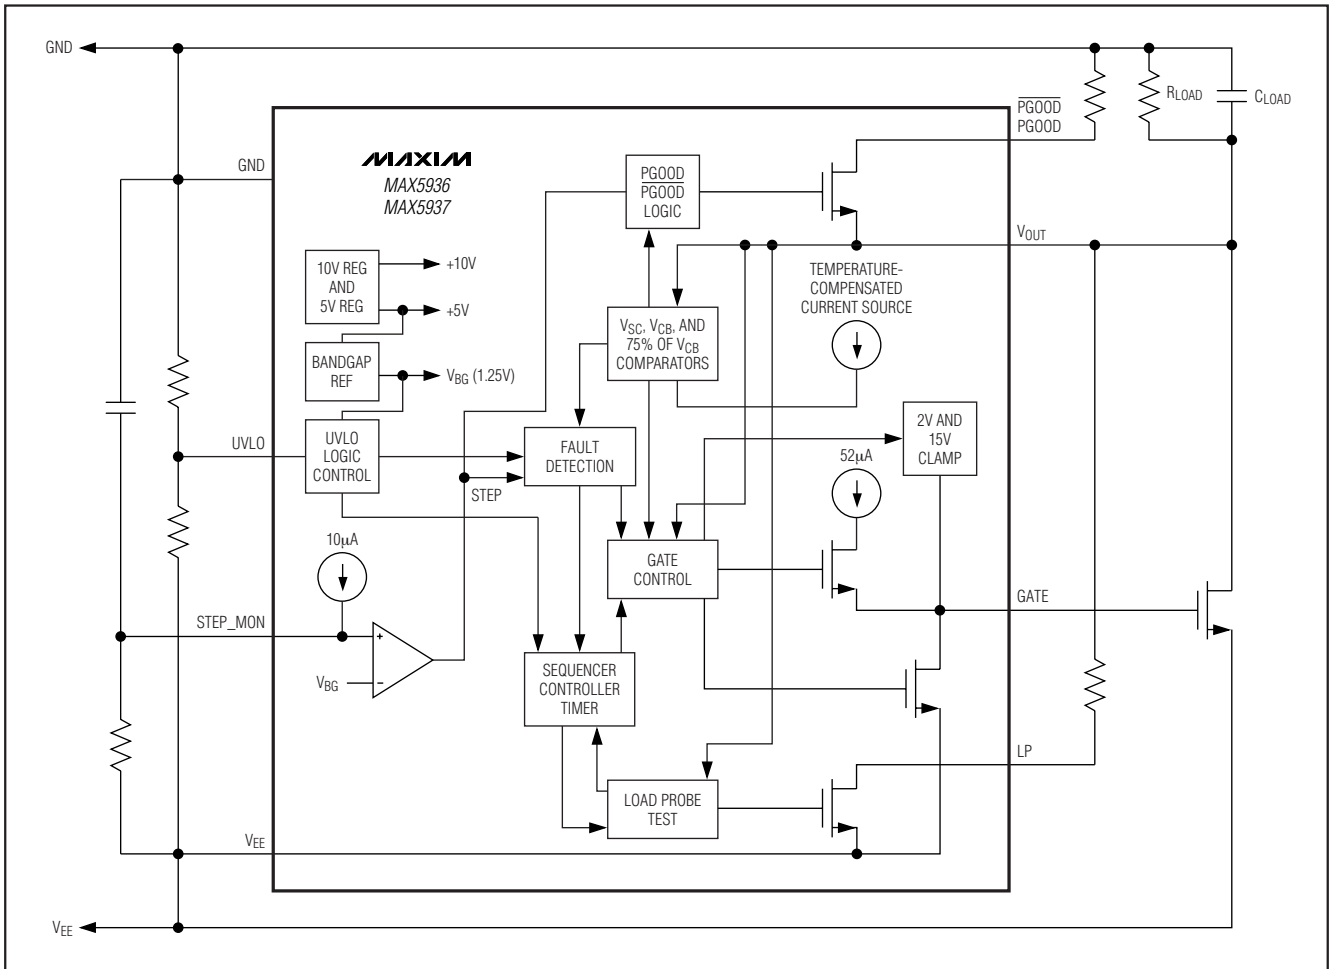 GND
PGOOD
PGOOD
RLOAD
CLOAD
GND
MAXIM
MAX5936
MAX5937
PGOOD
PGOOD
LOGIC
VOUT
10V REG
AND
5V REG
+10V
+5V
TEMPERATURE-
COMPENSATED
CURRENT SOURCE
VSC, VCB, AND
75% OF VCB
COMPARATORS
BANDGAP
REF
VBG (1.25V)
UVLO
UVLO
LOGIC
CONTROL
FAULT
DETECTION
STEP
2V AND
15V
CLAMP
52µA
10µA
GATE
CONTROL
GATE
STEP_MON
+
VBG
−
SEQUENCER
CONTROLLER
TIMER
LP
LOAD PROBE
TEST
VEE
VEE